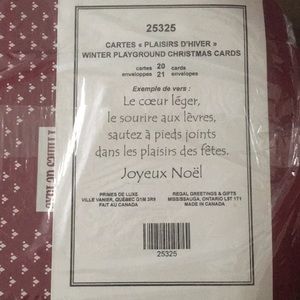 25325
CARTES « PLAISIRS D'HIVER »
WINTER PLAYGROUND CHRISTMAS CARDS
cartes 20 cards
enveloppes 21 envelopes
Exemple de vers :
Le cœur léger,
le sourire aux lèvres,
sautez à pieds joints
dans les plaisirs des fêtes.
Joyeux Noël
PRIMES DE LUXE
VILLE VANIER, QUÉBEC G1M 3R9
FAIT AU CANADA
REGAL GREETINGS & GIFTS
MISSISSAUGA, ONTARIO L5T 1T1
MADE IN CANADA
25325